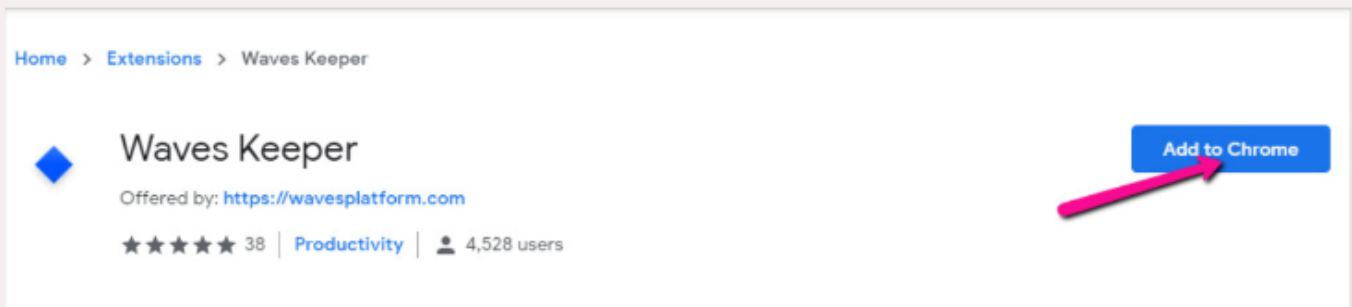 Home > Extensions > Waves Keeper
Waves Keeper
Add to Chrome
Offered by: https://wavesplatform.com
38 | Productivity | 4,528 users